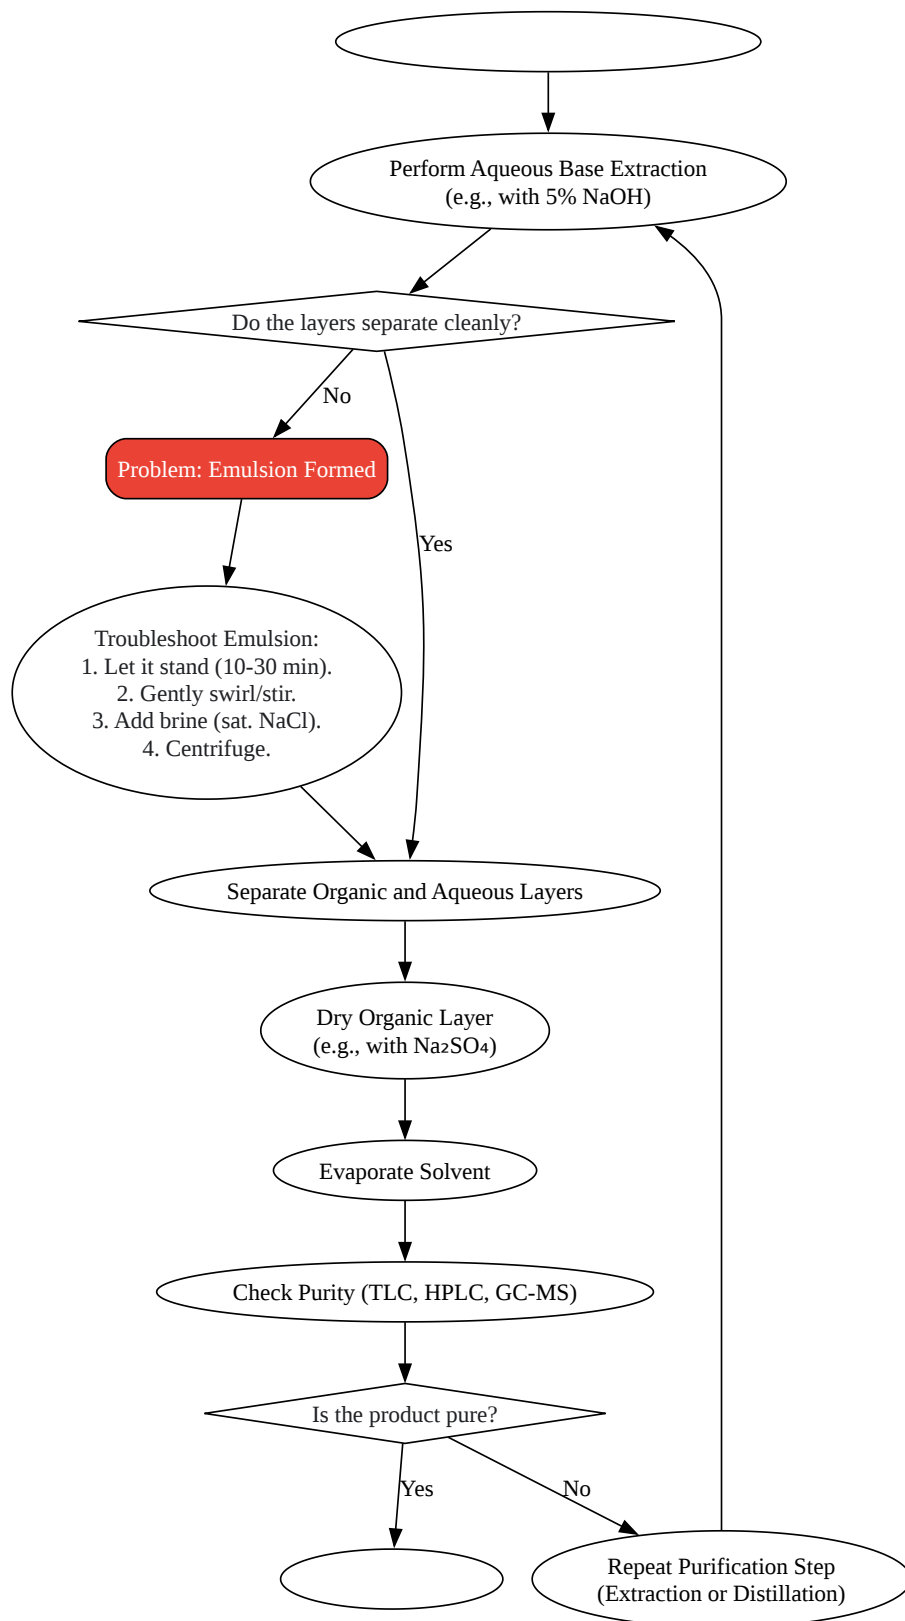 Perform Aqueous Base Extraction
(e.g., with 5% NaOH)
Do the layers separate cleanly?
No
Problem: Emulsion Formed
Yes
Troubleshoot Emulsion:
1. Let it stand (10-30 min).
2. Gently swirl/stir.
3. Add brine (sat. NaCl).
4. Centrifuge.
Separate Organic and Aqueous Layers
Dry Organic Layer
(e.g., with Na₂SO₄)
Evaporate Solvent
Check Purity (TLC, HPLC, GC-MS)
Is the product pure?
Yes
No
Repeat Purification Step
(Extraction or Distillation)